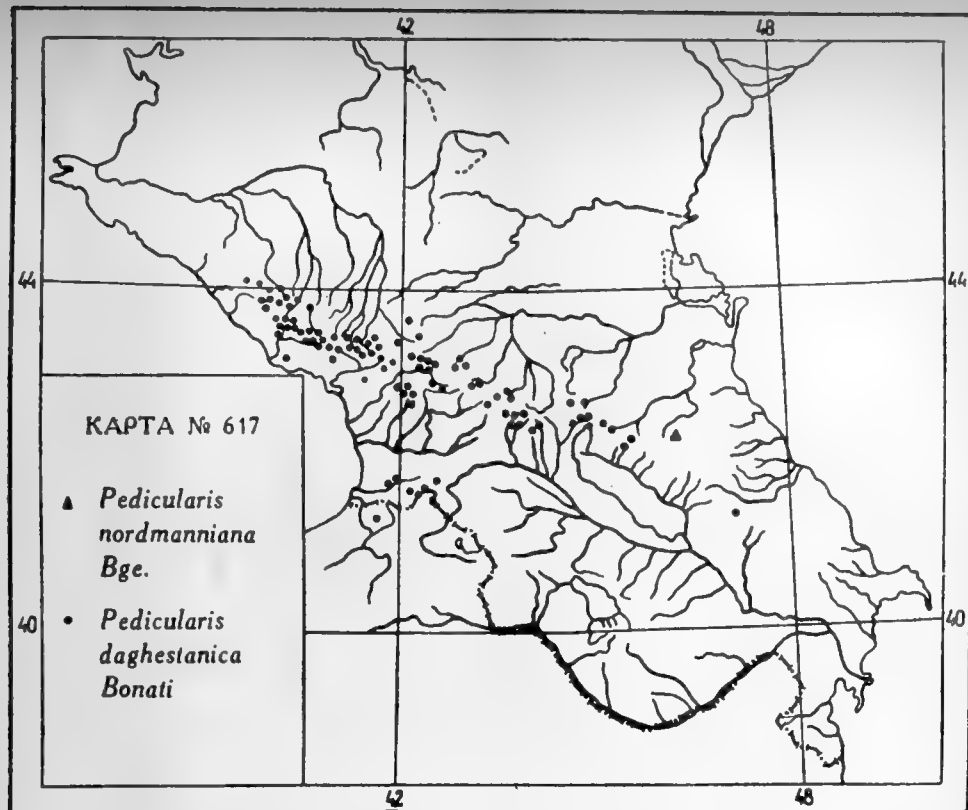 42 48
44 44
КАРТА № 617
Pedicularis
nordmanniana
Bge.
40 40
Pedicularis
daghestanica
Bonati
42 48